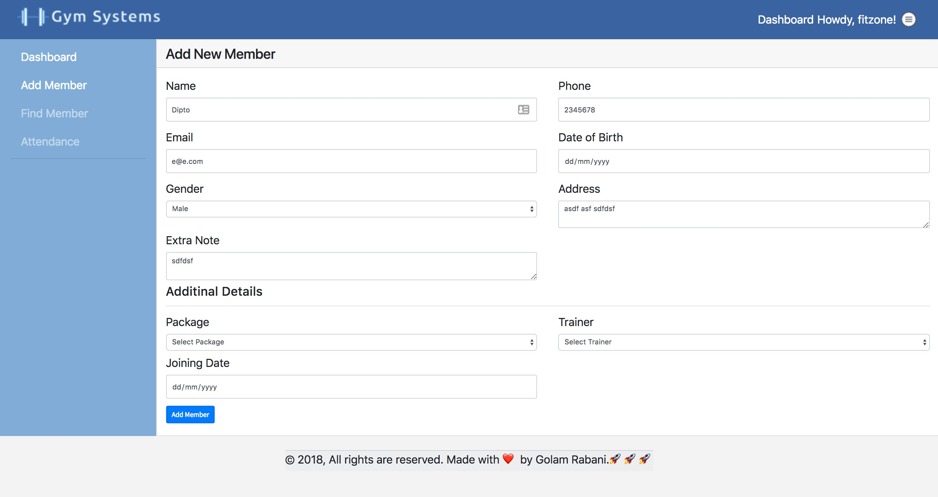 Gym Systems
Dashboard Howdy, fitzone!
Dashboard
Add Member
Find Member
Attendance
Add New Member
Name
Phone
Dipto
2345678
Email
Date of Birth
e@e.com
dd/mm/yyyy
Gender
Address
Male
asdf asf sdfdsf
Extra Note
sdfdsf
Additinal Details
Package
Trainer
Select Package
Select Trainer
Joining Date
dd/mm/yyyy
Add Member
© 2018, All rights are reserved. Made with ❤️ by Golam Rabani.🚀 🚀 🚀